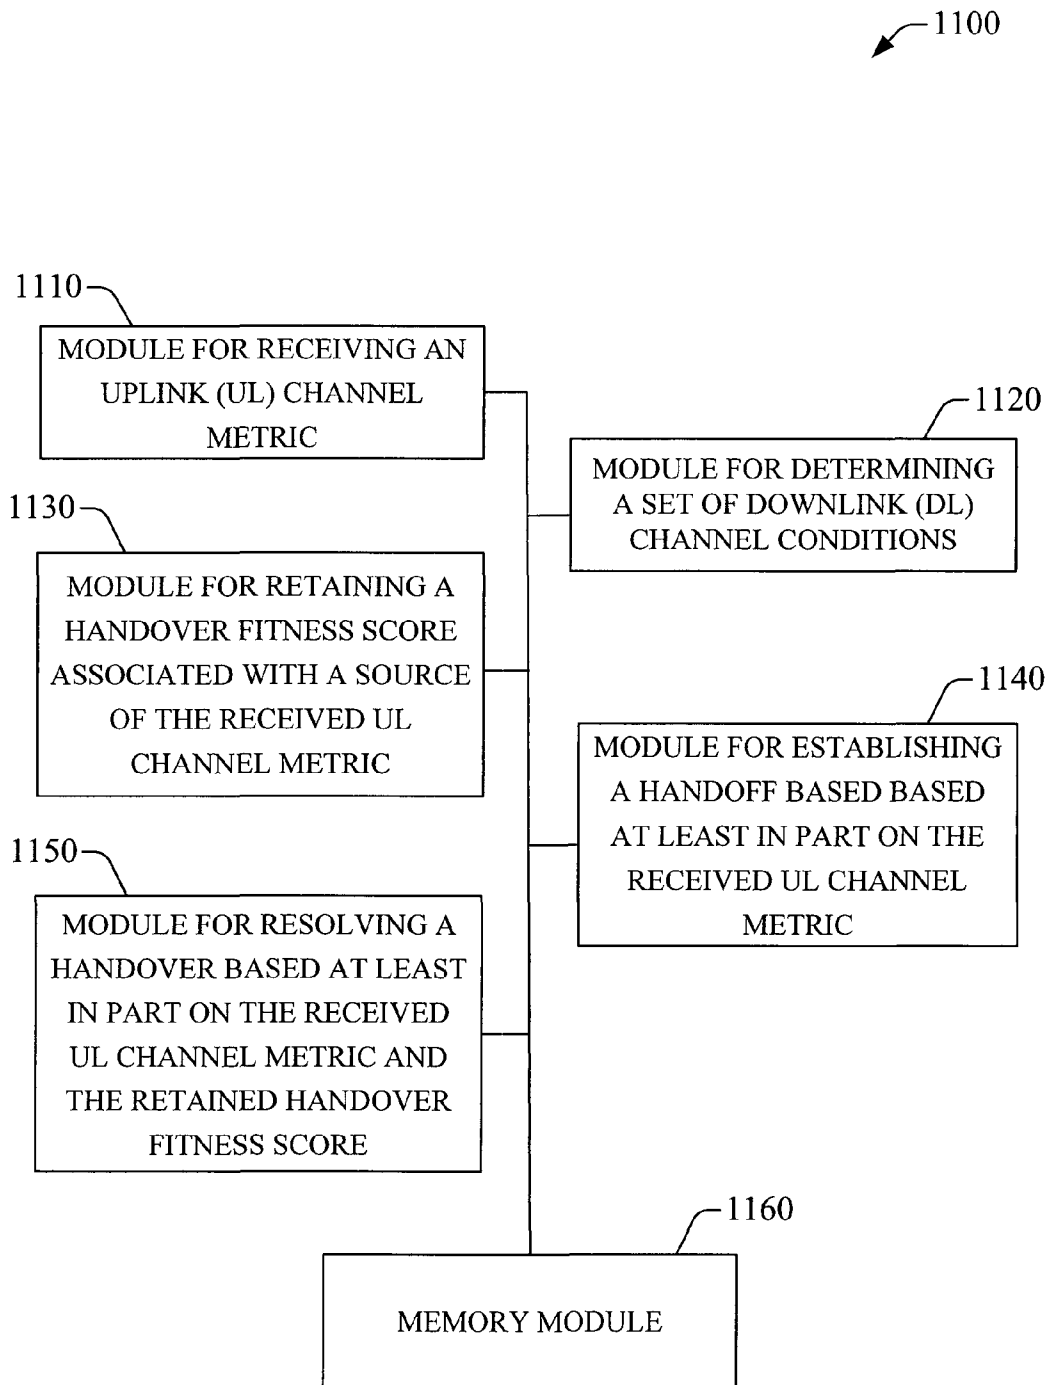 1100
1110
MODULE FOR RECEIVING AN
UPLINK (UL) CHANNEL
METRIC
1120
MODULE FOR DETERMINING
A SET OF DOWNLINK (DL)
CHANNEL CONDITIONS
1130
MODULE FOR RETAINING A
HANDOVER FITNESS SCORE
ASSOCIATED WITH A SOURCE
OF THE RECEIVED UL
CHANNEL METRIC
1140
MODULE FOR ESTABLISHING
A HANDOFF BASED BASED
AT LEAST IN PART ON THE
RECEIVED UL CHANNEL
METRIC
1150
MODULE FOR RESOLVING A
HANDOVER BASED AT LEAST
IN PART ON THE RECEIVED
UL CHANNEL METRIC AND
THE RETAINED HANDOVER
FITNESS SCORE
1160
MEMORY MODULE